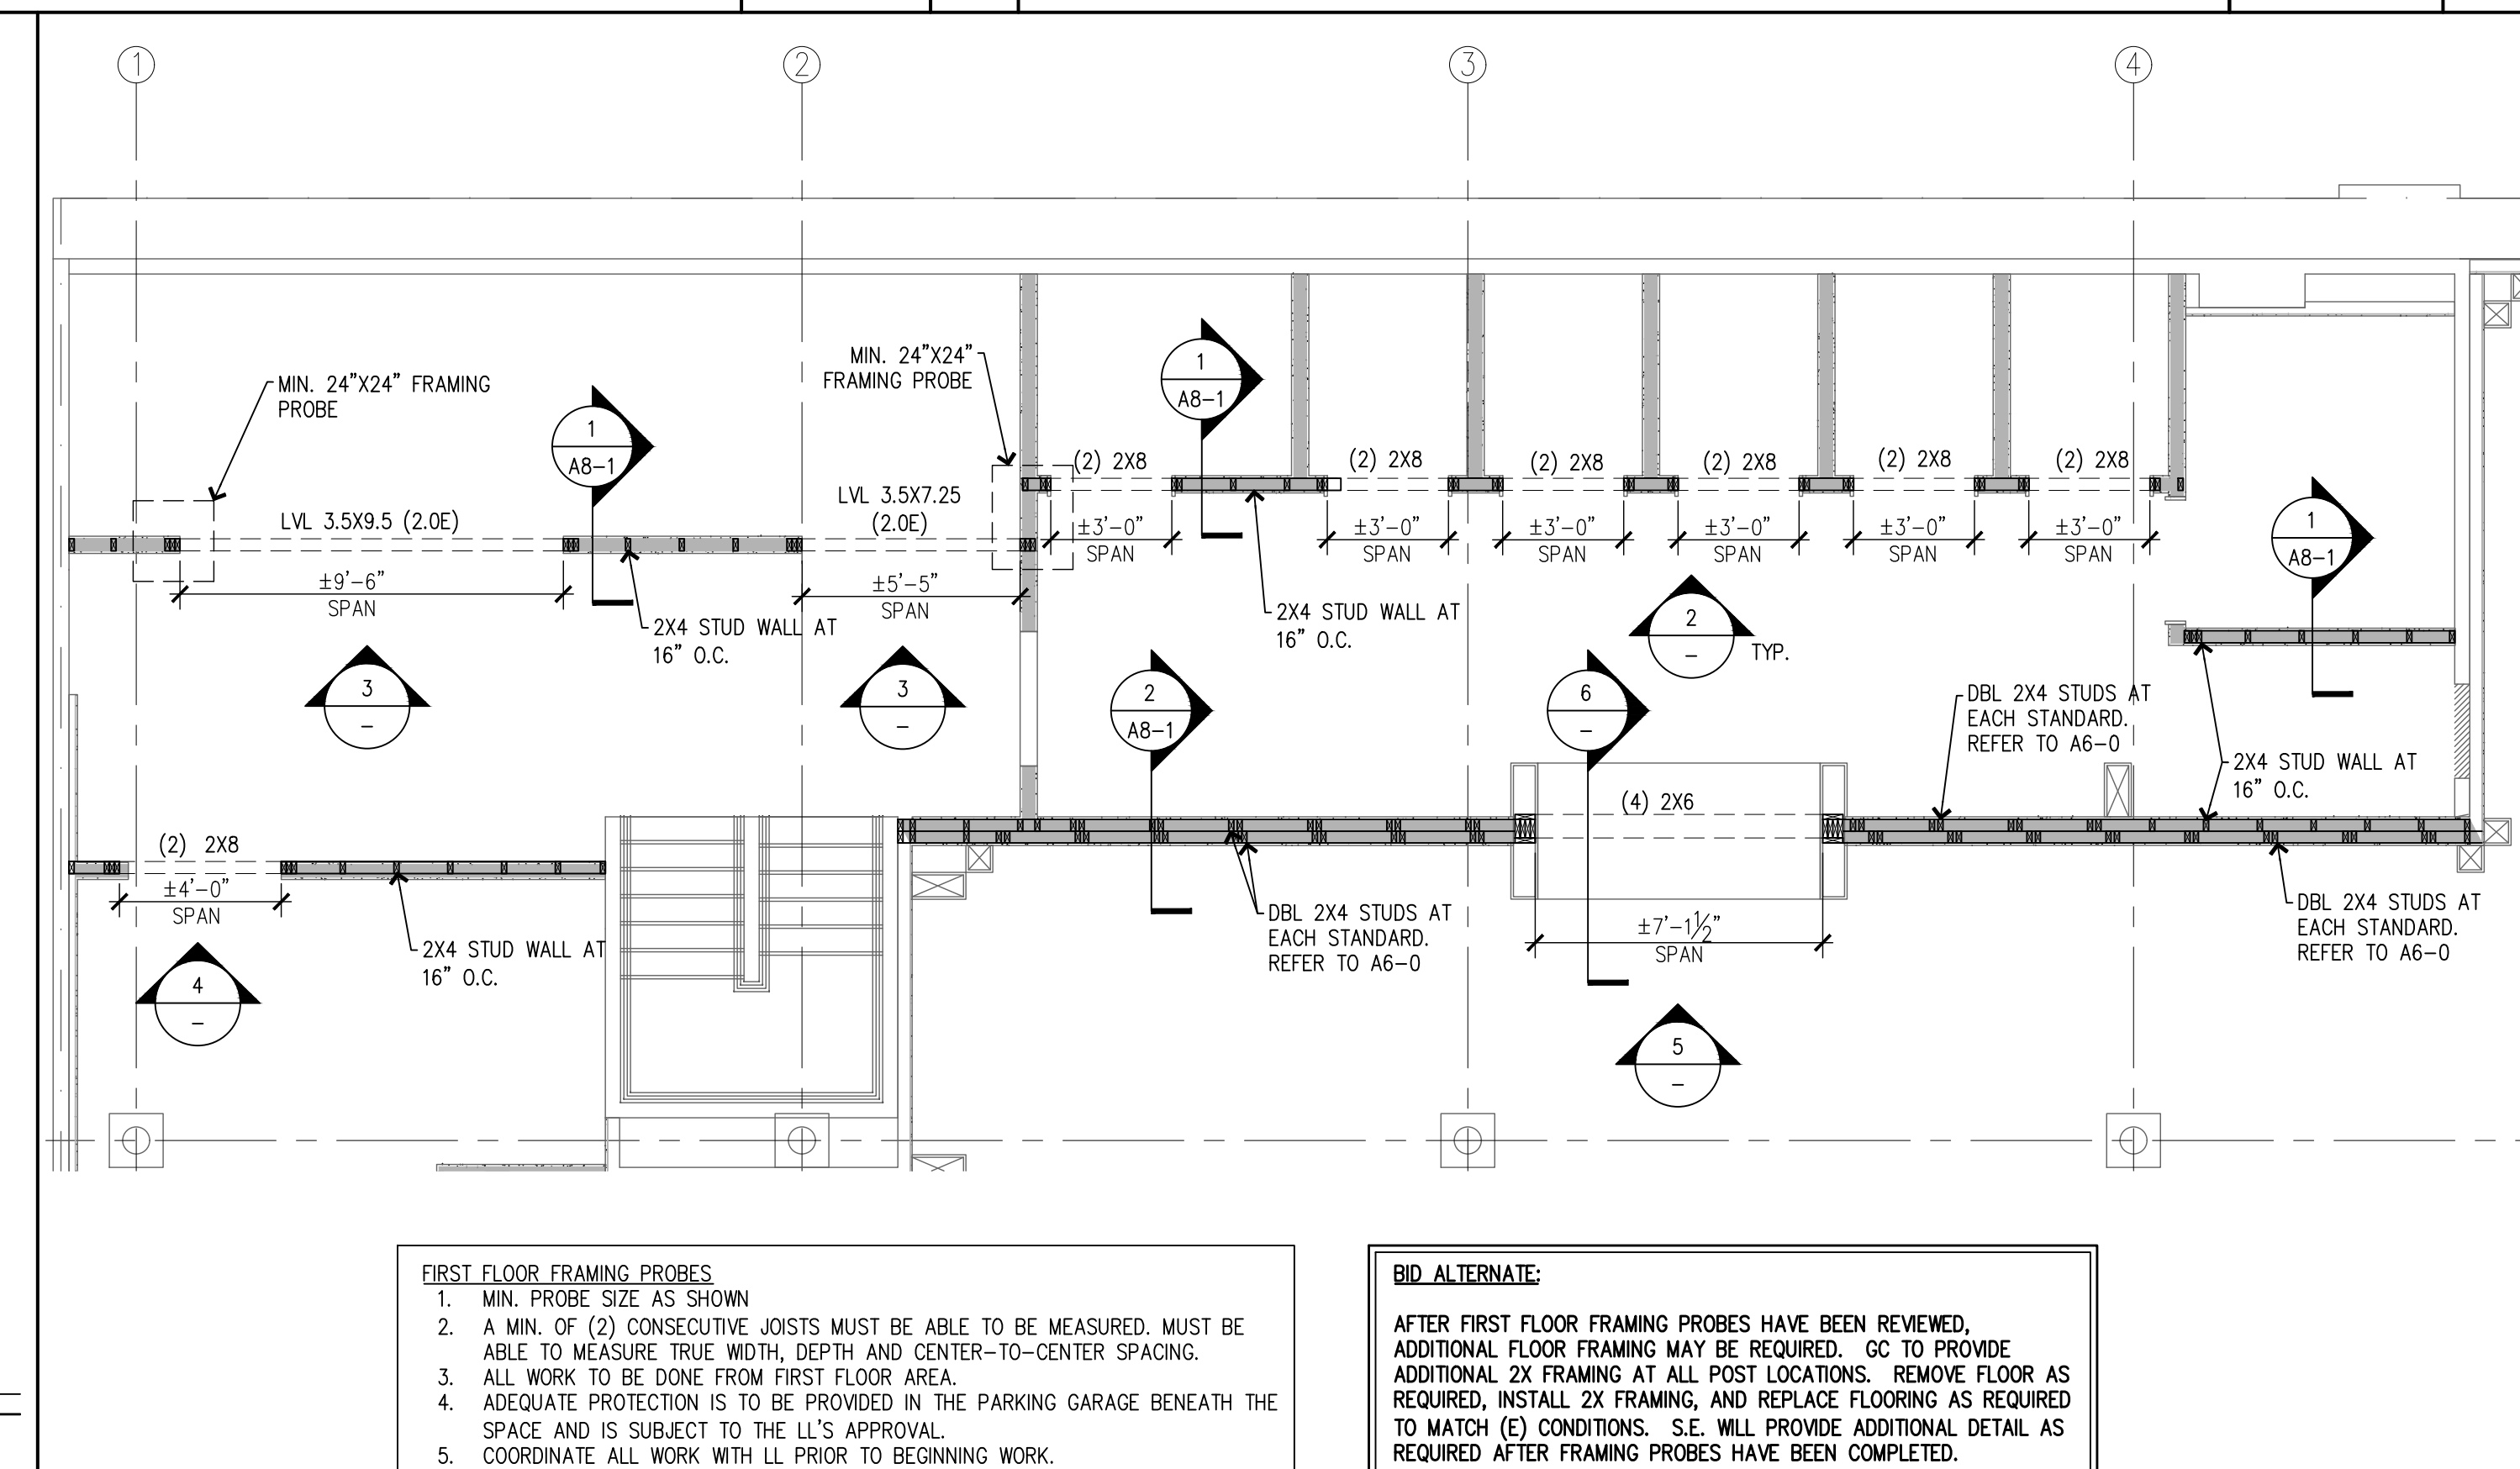 1
2
3
4
MIN. 24"X24" FRAMING
PROBE
1
A8-1
MIN. 24"X24"
FRAMING PROBE
1
A8-1
LVL 3.5X9.5 (2.0E)
±9'-6"
SPAN
LVL 3.5X7.25
(2.0E)
±5'-5"
SPAN
2X4 STUD WALL AT
16" O.C.
(2) 2X8
(2) 2X8
(2) 2X8
(2) 2X8
(2) 2X8
(2) 2X8
±3'-0"
SPAN
±3'-0"
SPAN
±3'-0"
SPAN
±3'-0"
SPAN
±3'-0"
SPAN
±3'-0"
SPAN
1
A8-1
2X4 STUD WALL AT
16" O.C.
2
-
TYP.
3
-
3
-
2
A8-1
6
-
DBL 2X4 STUDS AT
EACH STANDARD.
REFER TO A6-0
2X4 STUD WALL AT
16" O.C.
(4) 2X6
(2) 2X8
±4'-0"
SPAN
2X4 STUD WALL AT
16" O.C.
4
-
DBL 2X4 STUDS AT
EACH STANDARD.
REFER TO A6-0
±7'-1½"
SPAN
5
-
DBL 2X4 STUDS AT
EACH STANDARD.
REFER TO A6-0
FIRST FLOOR FRAMING PROBES
1. MIN. PROBE SIZE AS SHOWN
2. A MIN. OF (2) CONSECUTIVE JOISTS MUST BE ABLE TO BE MEASURED. MUST BE
ABLE TO MEASURE TRUE WIDTH, DEPTH AND CENTER-TO-CENTER SPACING.
3. ALL WORK TO BE DONE FROM FIRST FLOOR AREA.
4. ADEQUATE PROTECTION IS TO BE PROVIDED IN THE PARKING GARAGE BENEATH THE
SPACE AND IS SUBJECT TO THE LL'S APPROVAL.
5. COORDINATE ALL WORK WITH LL PRIOR TO BEGINNING WORK.
BID ALTERNATE:
AFTER FIRST FLOOR FRAMING PROBES HAVE BEEN REVIEWED,
ADDITIONAL FLOOR FRAMING MAY BE REQUIRED. GC TO PROVIDE
ADDITIONAL 2X FRAMING AT ALL POST LOCATIONS. REMOVE FLOOR AS
REQUIRED, INSTALL 2X FRAMING, AND REPLACE FLOORING AS REQUIRED
TO MATCH (E) CONDITIONS. S.E. WILL PROVIDE ADDITIONAL DETAIL AS
REQUIRED AFTER FRAMING PROBES HAVE BEEN COMPLETED.